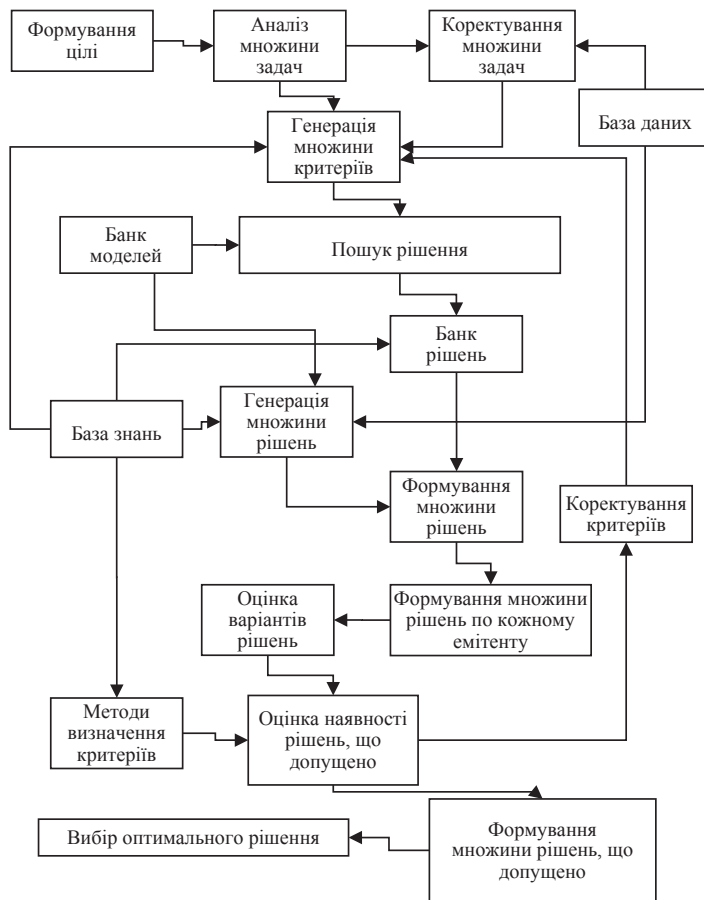 Формування
цілі
Аналіз
множини
задач
Коректування
множини
задач
База даних
Генерація
множини
критеріїв
Банк
моделей
Пошук рішення
Банк
рішень
База знань
Генерація
множини
рішень
Формування
множини
рішень
Коректування
критеріїв
Оцінка
варіантів
рішень
Формування множини
рішень по кожному
емітенту
Методи
визначення
критеріїв
Оцінка наявності
рішень, що
допущено
Вибір оптимального рішення
Формування
множини рішень, що
допущено